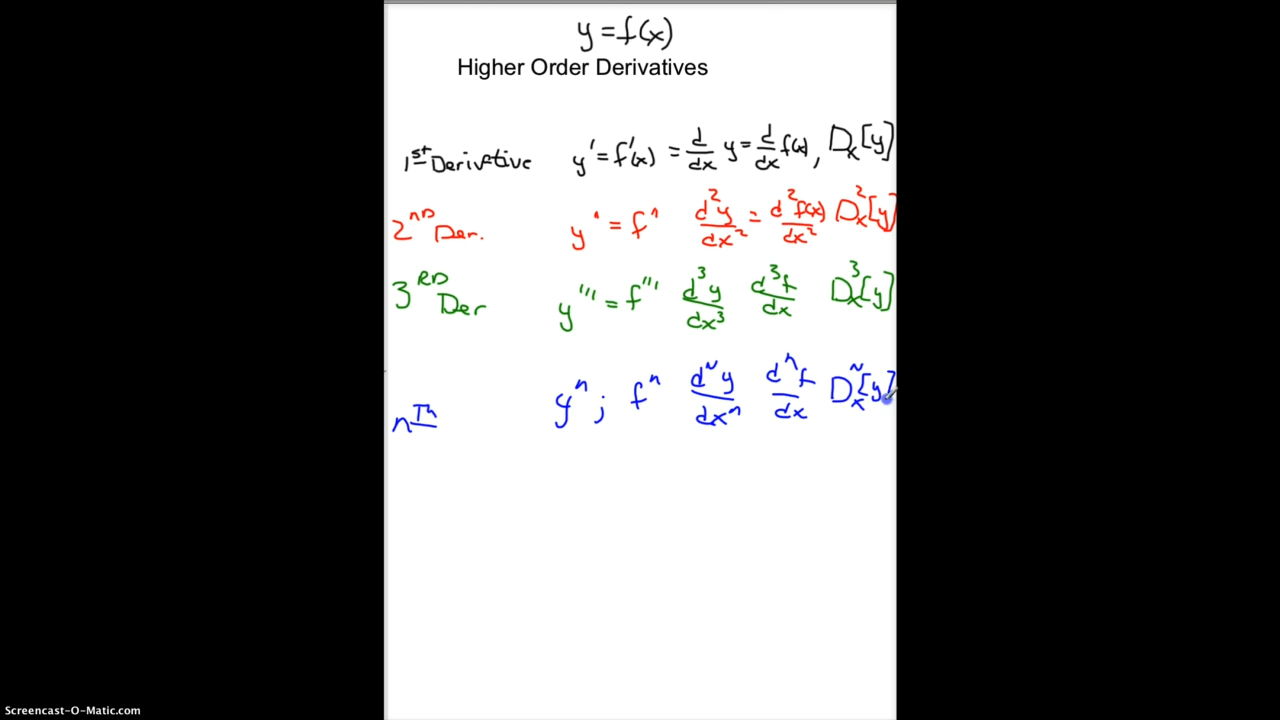 y = f(x)
Higher Order Derivatives
1st Derivative y' = f'(x) = d/dx y = d/dx f(x), Dₓ[y]
2ND Der. y'' = f'' d²y/dx² = d²f(x)/dx² Dₓ²[y]
3RD Der y''' = f''' d³y/dx³ d³f/dx Dₓ³[y]
nTh yⁿ ; fⁿ dⁿy/dxⁿ dⁿf/dx Dₓⁿ[y]
Screencast-O-Matic.com